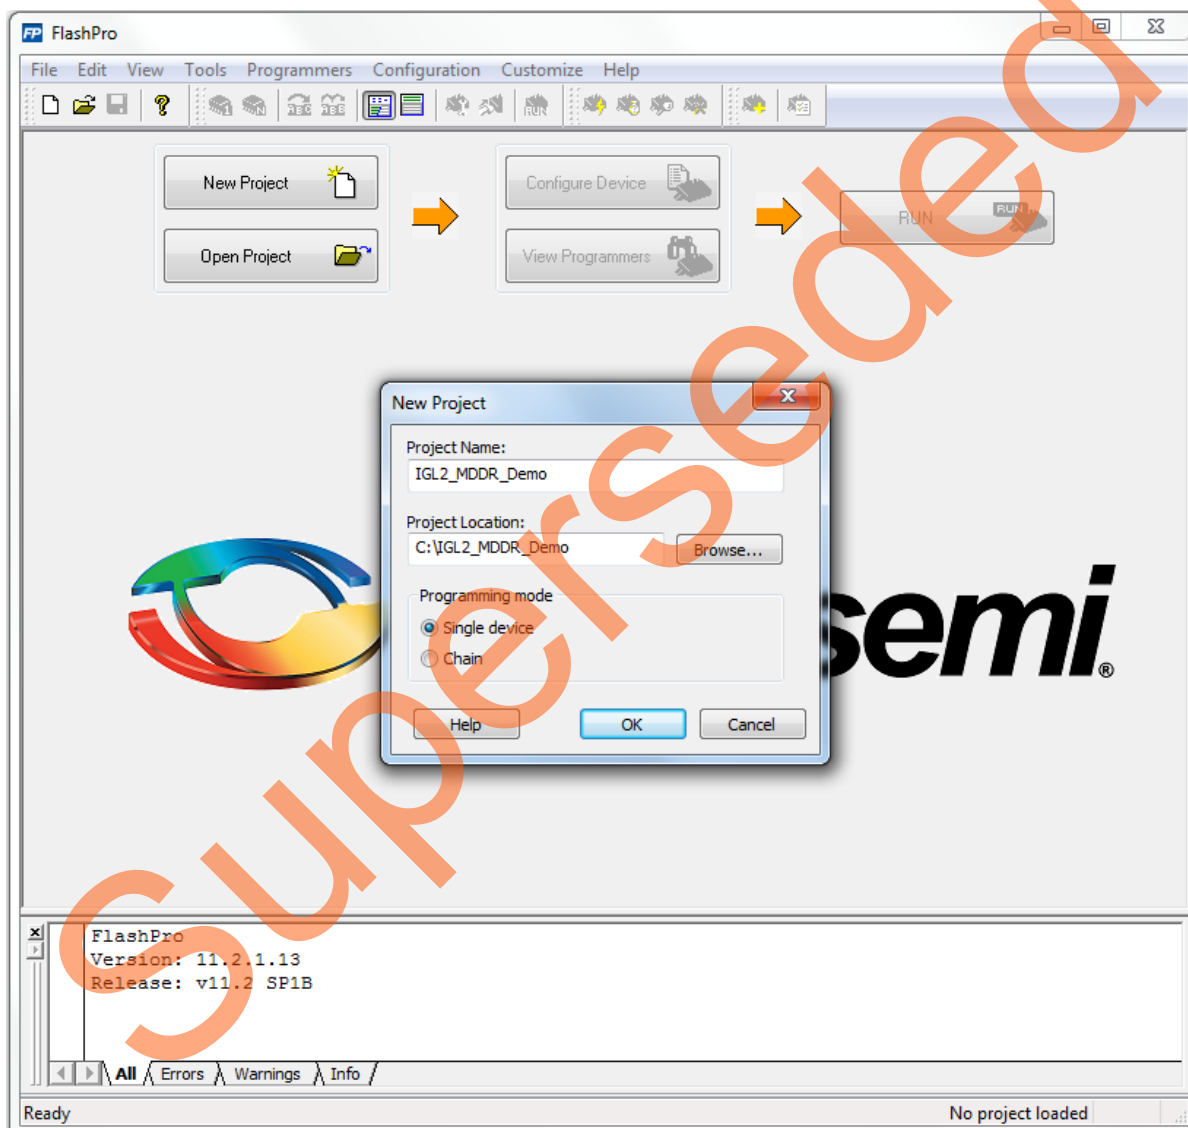 FlashPro
File Edit View Tools Programmers Configuration Customize Help
New Project
Configure Device
RUN
RUN
Open Project
View Programmers
New Project
Project Name:
IGL2_MDDR_Demo
Project Location:
C:\IGL2_MDDR_Demo
Browse...
Programming mode
Single device
Chain
Help OK Cancel
semi®
FlashPro
Version: 11.2.1.13
Release: v11.2 SP1B
All Errors Warnings Info
Ready
No project loaded
Superseded